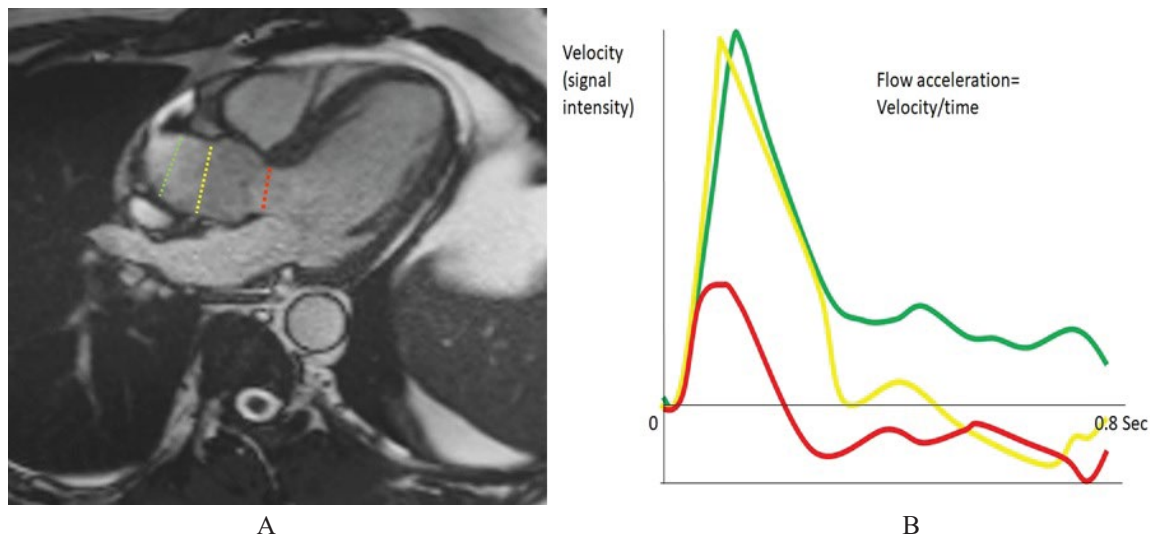 Velocity
(signal
intensity)
Flow acceleration=
Velocity/time
0
0.8 Sec
A
B